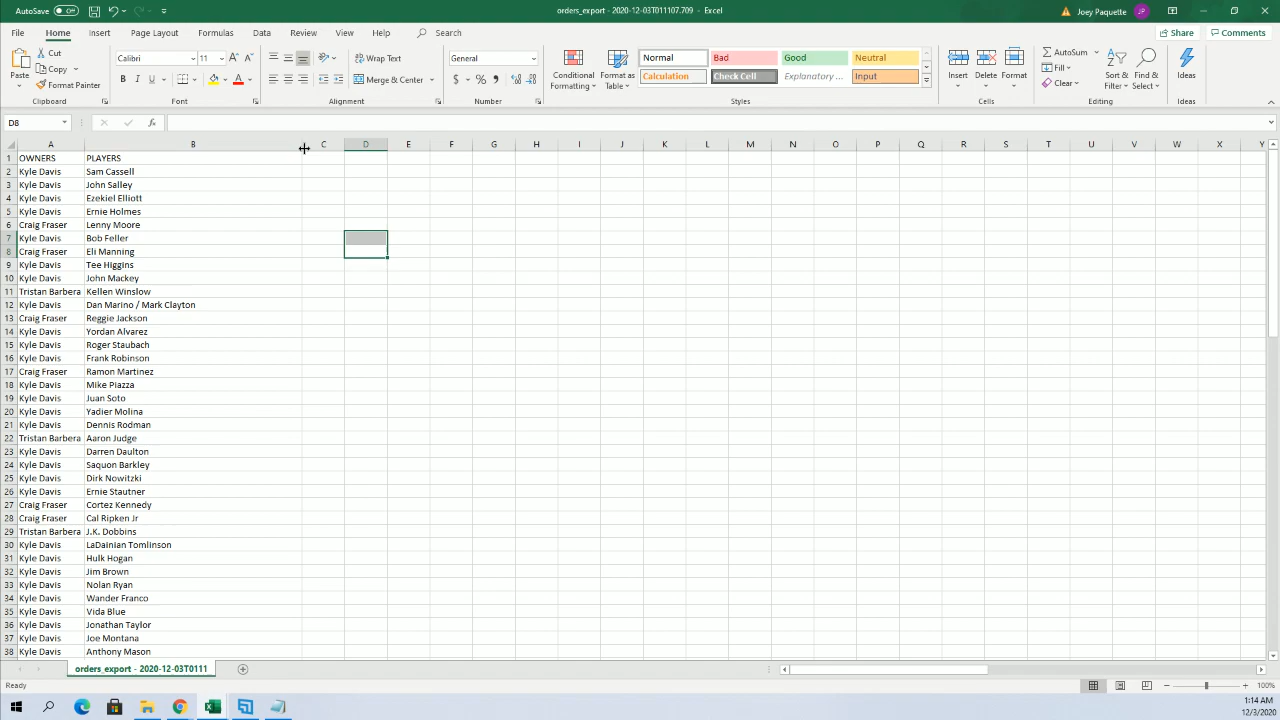 AutoSave Off orders_export - 2020-12-03T011107.709 - Excel Joey Paquette JP
File Home Insert Page Layout Formulas Data Review View Help Search Share Comments
Paste Cut Copy Format Painter Clipboard
Calibri 11 A A B I U A Font
Wrap Text Merge & Center Alignment
General $ % , Number
Conditional Formatting Format as Table
Normal Bad Good Neutral
Calculation Check Cell Explanatory ... Input
Styles
Insert Delete Format Cells
AutoSum Fill Clear Sort & Filter Find & Select Editing
Ideas Ideas
D8 fx
A B C D E F G H I J K L M N O P Q R S T U V W X Y
1 OWNERS PLAYERS
2 Kyle Davis Sam Cassell
3 Kyle Davis John Salley
4 Kyle Davis Ezekiel Elliott
5 Kyle Davis Ernie Holmes
6 Craig Fraser Lenny Moore
7 Kyle Davis Bob Feller
8 Craig Fraser Eli Manning
9 Kyle Davis Tee Higgins
10 Kyle Davis John Mackey
11 Tristan Barbera Kellen Winslow
12 Kyle Davis Dan Marino / Mark Clayton
13 Craig Fraser Reggie Jackson
14 Kyle Davis Yordan Alvarez
15 Kyle Davis Roger Staubach
16 Kyle Davis Frank Robinson
17 Craig Fraser Ramon Martinez
18 Kyle Davis Mike Piazza
19 Kyle Davis Juan Soto
20 Kyle Davis Yadier Molina
21 Kyle Davis Dennis Rodman
22 Tristan Barbera Aaron Judge
23 Kyle Davis Darren Daulton
24 Kyle Davis Saquon Barkley
25 Kyle Davis Dirk Nowitzki
26 Kyle Davis Ernie Stautner
27 Craig Fraser Cortez Kennedy
28 Craig Fraser Cal Ripken Jr
29 Tristan Barbera J.K. Dobbins
30 Kyle Davis LaDainian Tomlinson
31 Kyle Davis Hulk Hogan
32 Kyle Davis Jim Brown
33 Kyle Davis Nolan Ryan
34 Kyle Davis Wander Franco
35 Kyle Davis Vida Blue
36 Kyle Davis Jonathan Taylor
37 Kyle Davis Joe Montana
38 Kyle Davis Anthony Mason
orders_export - 2020-12-03T0111
Ready 100%
1:14 AM
12/3/2020